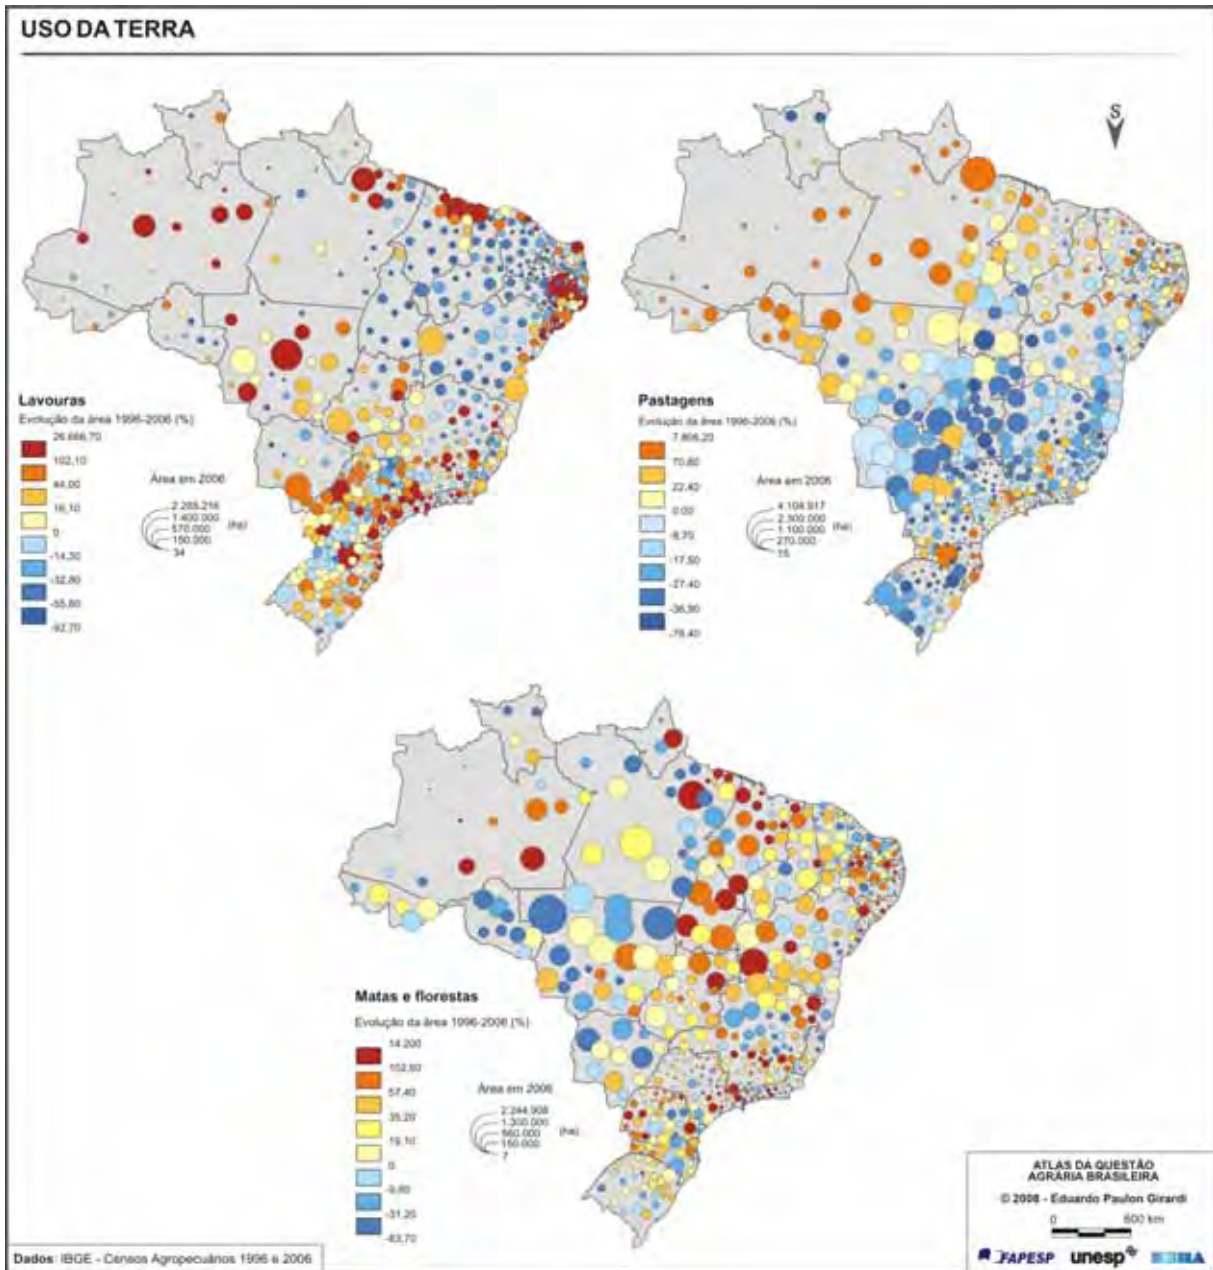 USO DA TERRA
S
Lavouras
Evolução da área 1996-2006 (%)
26.666,70
102,10
44,00
16,10
0
-14,30
-32,80
-55,80
-92,70
Área em 2006
2.285.216
1.400.000
570.000
150.000
34
(ha)
Pastagens
Evolução da área 1996-2006 (%)
7.806,20
70,80
22,40
0,00
-8,70
-17,50
-27,40
-36,90
-78,40
Área em 2006
4.104.917
2.300.000
1.100.000
270.000
15
(ha)
Matas e florestas
Evolução da área 1996-2006 (%)
14.200
152,90
57,40
35,20
19,10
0
-9,80
-31,20
-83,70
Área em 2006
2.244.908
1.300.000
560.000
150.000
7
(ha)
ATLAS DA QUESTÃO
AGRÁRIA BRASILEIRA
© 2008 - Eduardo Paulon Girardi
0 600 km
FAPESP unesp
Dados: IBGE - Censos Agropecuários 1996 e 2006